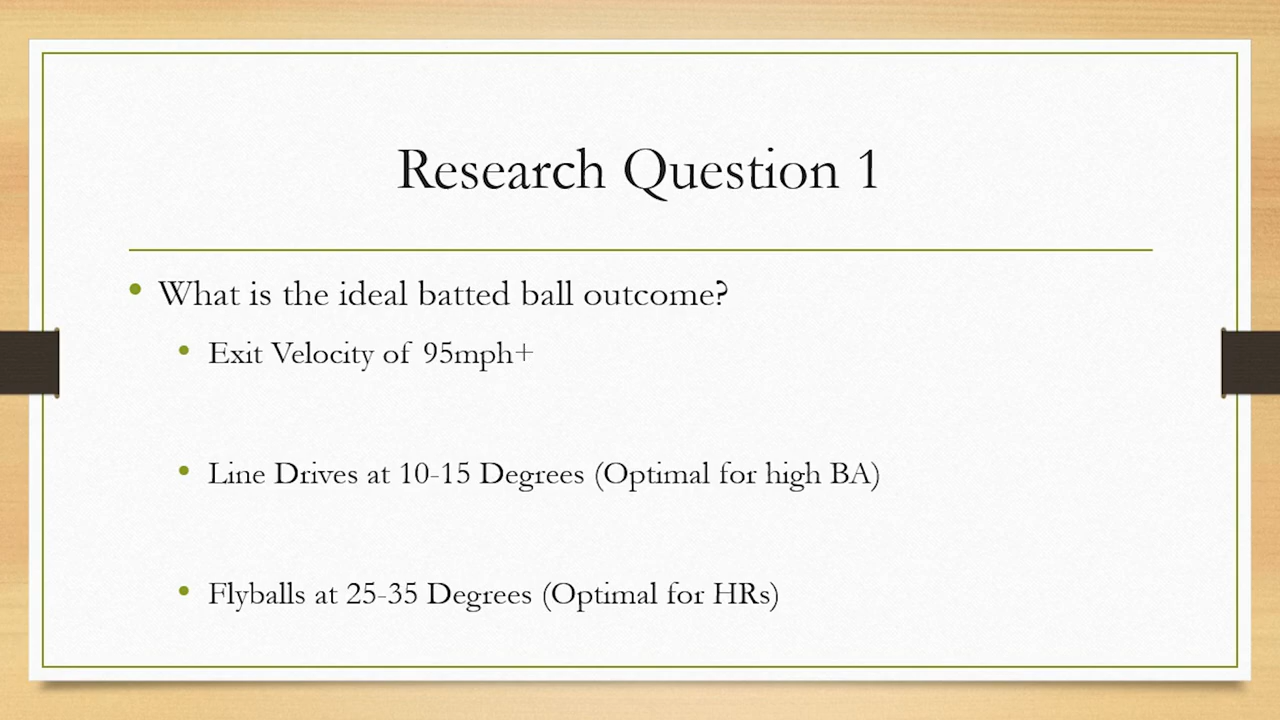 Research Question 1
What is the ideal batted ball outcome?
Exit Velocity of 95mph+
Line Drives at 10-15 Degrees (Optimal for high BA)
Flyballs at 25-35 Degrees (Optimal for HRs)